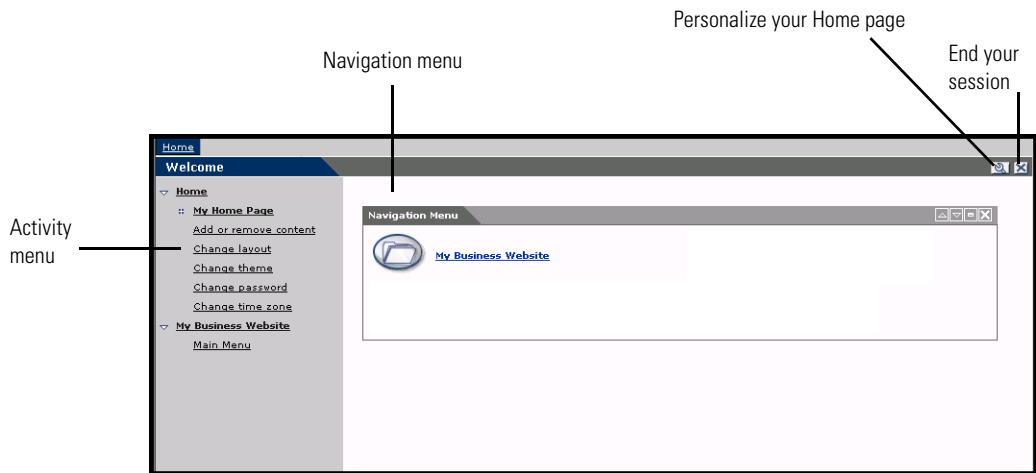 Personalize your Home page
Navigation menu
End your
session
Home
Welcome
Home
My Home Page
Add or remove content
Change layout
Change theme
Change password
Change time zone
My Business Website
Main Menu
Activity
menu
Navigation Menu
My Business Website